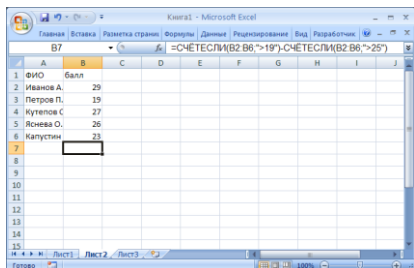 Книга1 - Microsoft Excel
Главная Вставка Разметка страниц Формулы Данные Рецензирование Вид Разработчик
B7 fx =СЧЁТЕСЛИ(B2:B6;">19")-СЧЁТЕСЛИ(B2:B6;">25")
A B C D E F G H I J
1 ФИО балл
2 Иванов А. 29
3 Петров П. 19
4 Кутепов С 27
5 Яснева О. 26
6 Капустин 23
7
8
9
10
11
12
13
14
15
Лист1 Лист2 Лист3
Готово 100%